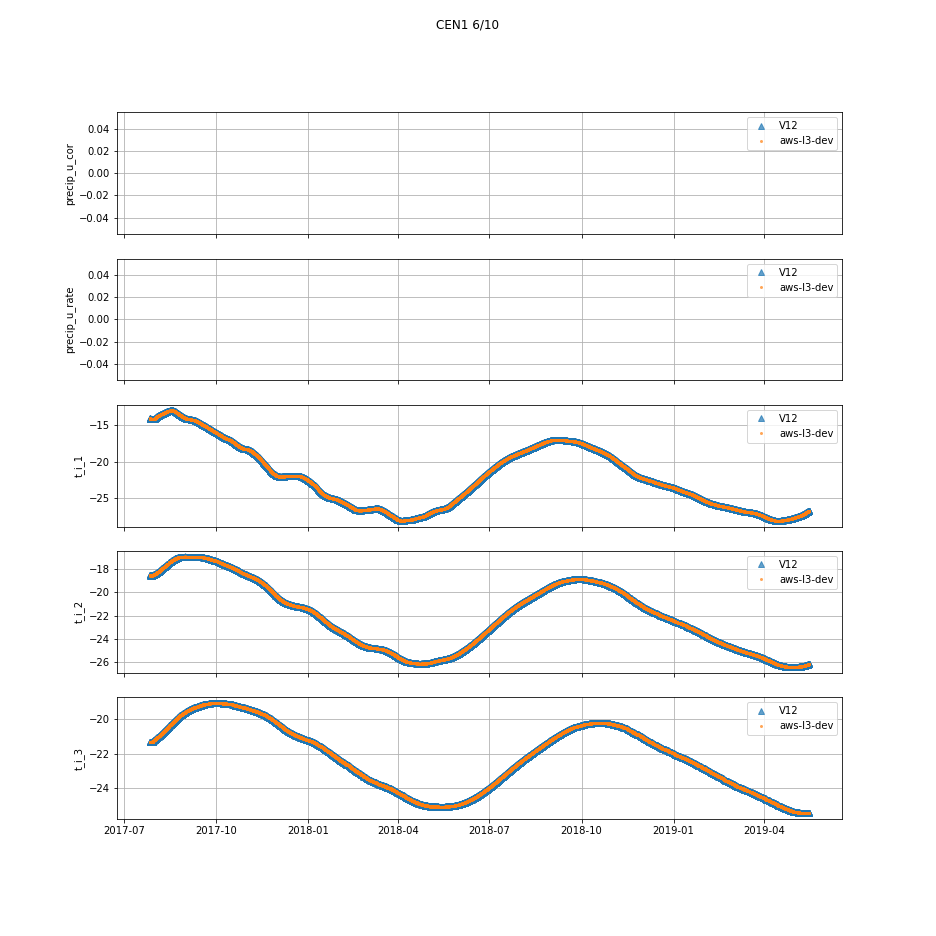 CEN1 6/10
precip_u_cor
0.04
0.02
0.00
−0.02
−0.04
V12
aws-l3-dev
precip_u_rate
0.04
0.02
0.00
−0.02
−0.04
V12
aws-l3-dev
t_i_1
−15
−20
−25
V12
aws-l3-dev
t_i_2
−18
−20
−22
−24
−26
V12
aws-l3-dev
t_i_3
−20
−22
−24
V12
aws-l3-dev
2017-07 2017-10 2018-01 2018-04 2018-07 2018-10 2019-01 2019-04